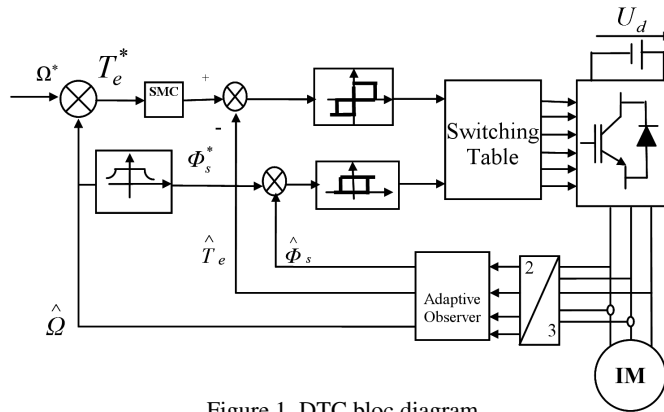 U_d
Ω*
T_e^*
SMC
+
-
Switching
Table
Φ_s^*
T̂_e
Φ̂_s
Ω̂
Adaptive
Observer
2
3
IM
Figure 1. DTC bloc diagram